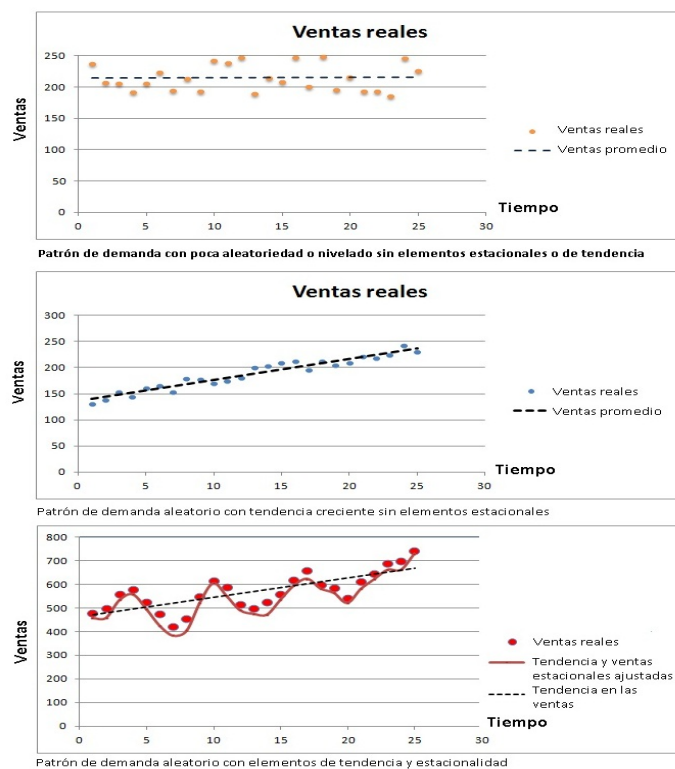 Ventas reales
250
200
150
100
50
0
Ventas
Ventas reales
Ventas promedio
Tiempo
0 5 10 15 20 25 30
Patrón de demanda con poca aleatoriedad o nivelado sin elementos estacionales o de tendencia
Ventas reales
300
250
200
150
100
50
0
Ventas
Ventas reales
Ventas promedio
Tiempo
0 5 10 15 20 25 30
Patrón de demanda aleatorio con tendencia creciente sin elementos estacionales
800
700
600
500
400
300
200
100
0
Ventas
Ventas reales
Tendencia y ventas
estacionales ajustadas
Tendencia en las
ventas
Tiempo
0 5 10 15 20 25 30
Patrón de demanda aleatorio con elementos de tendencia y estacionalidad